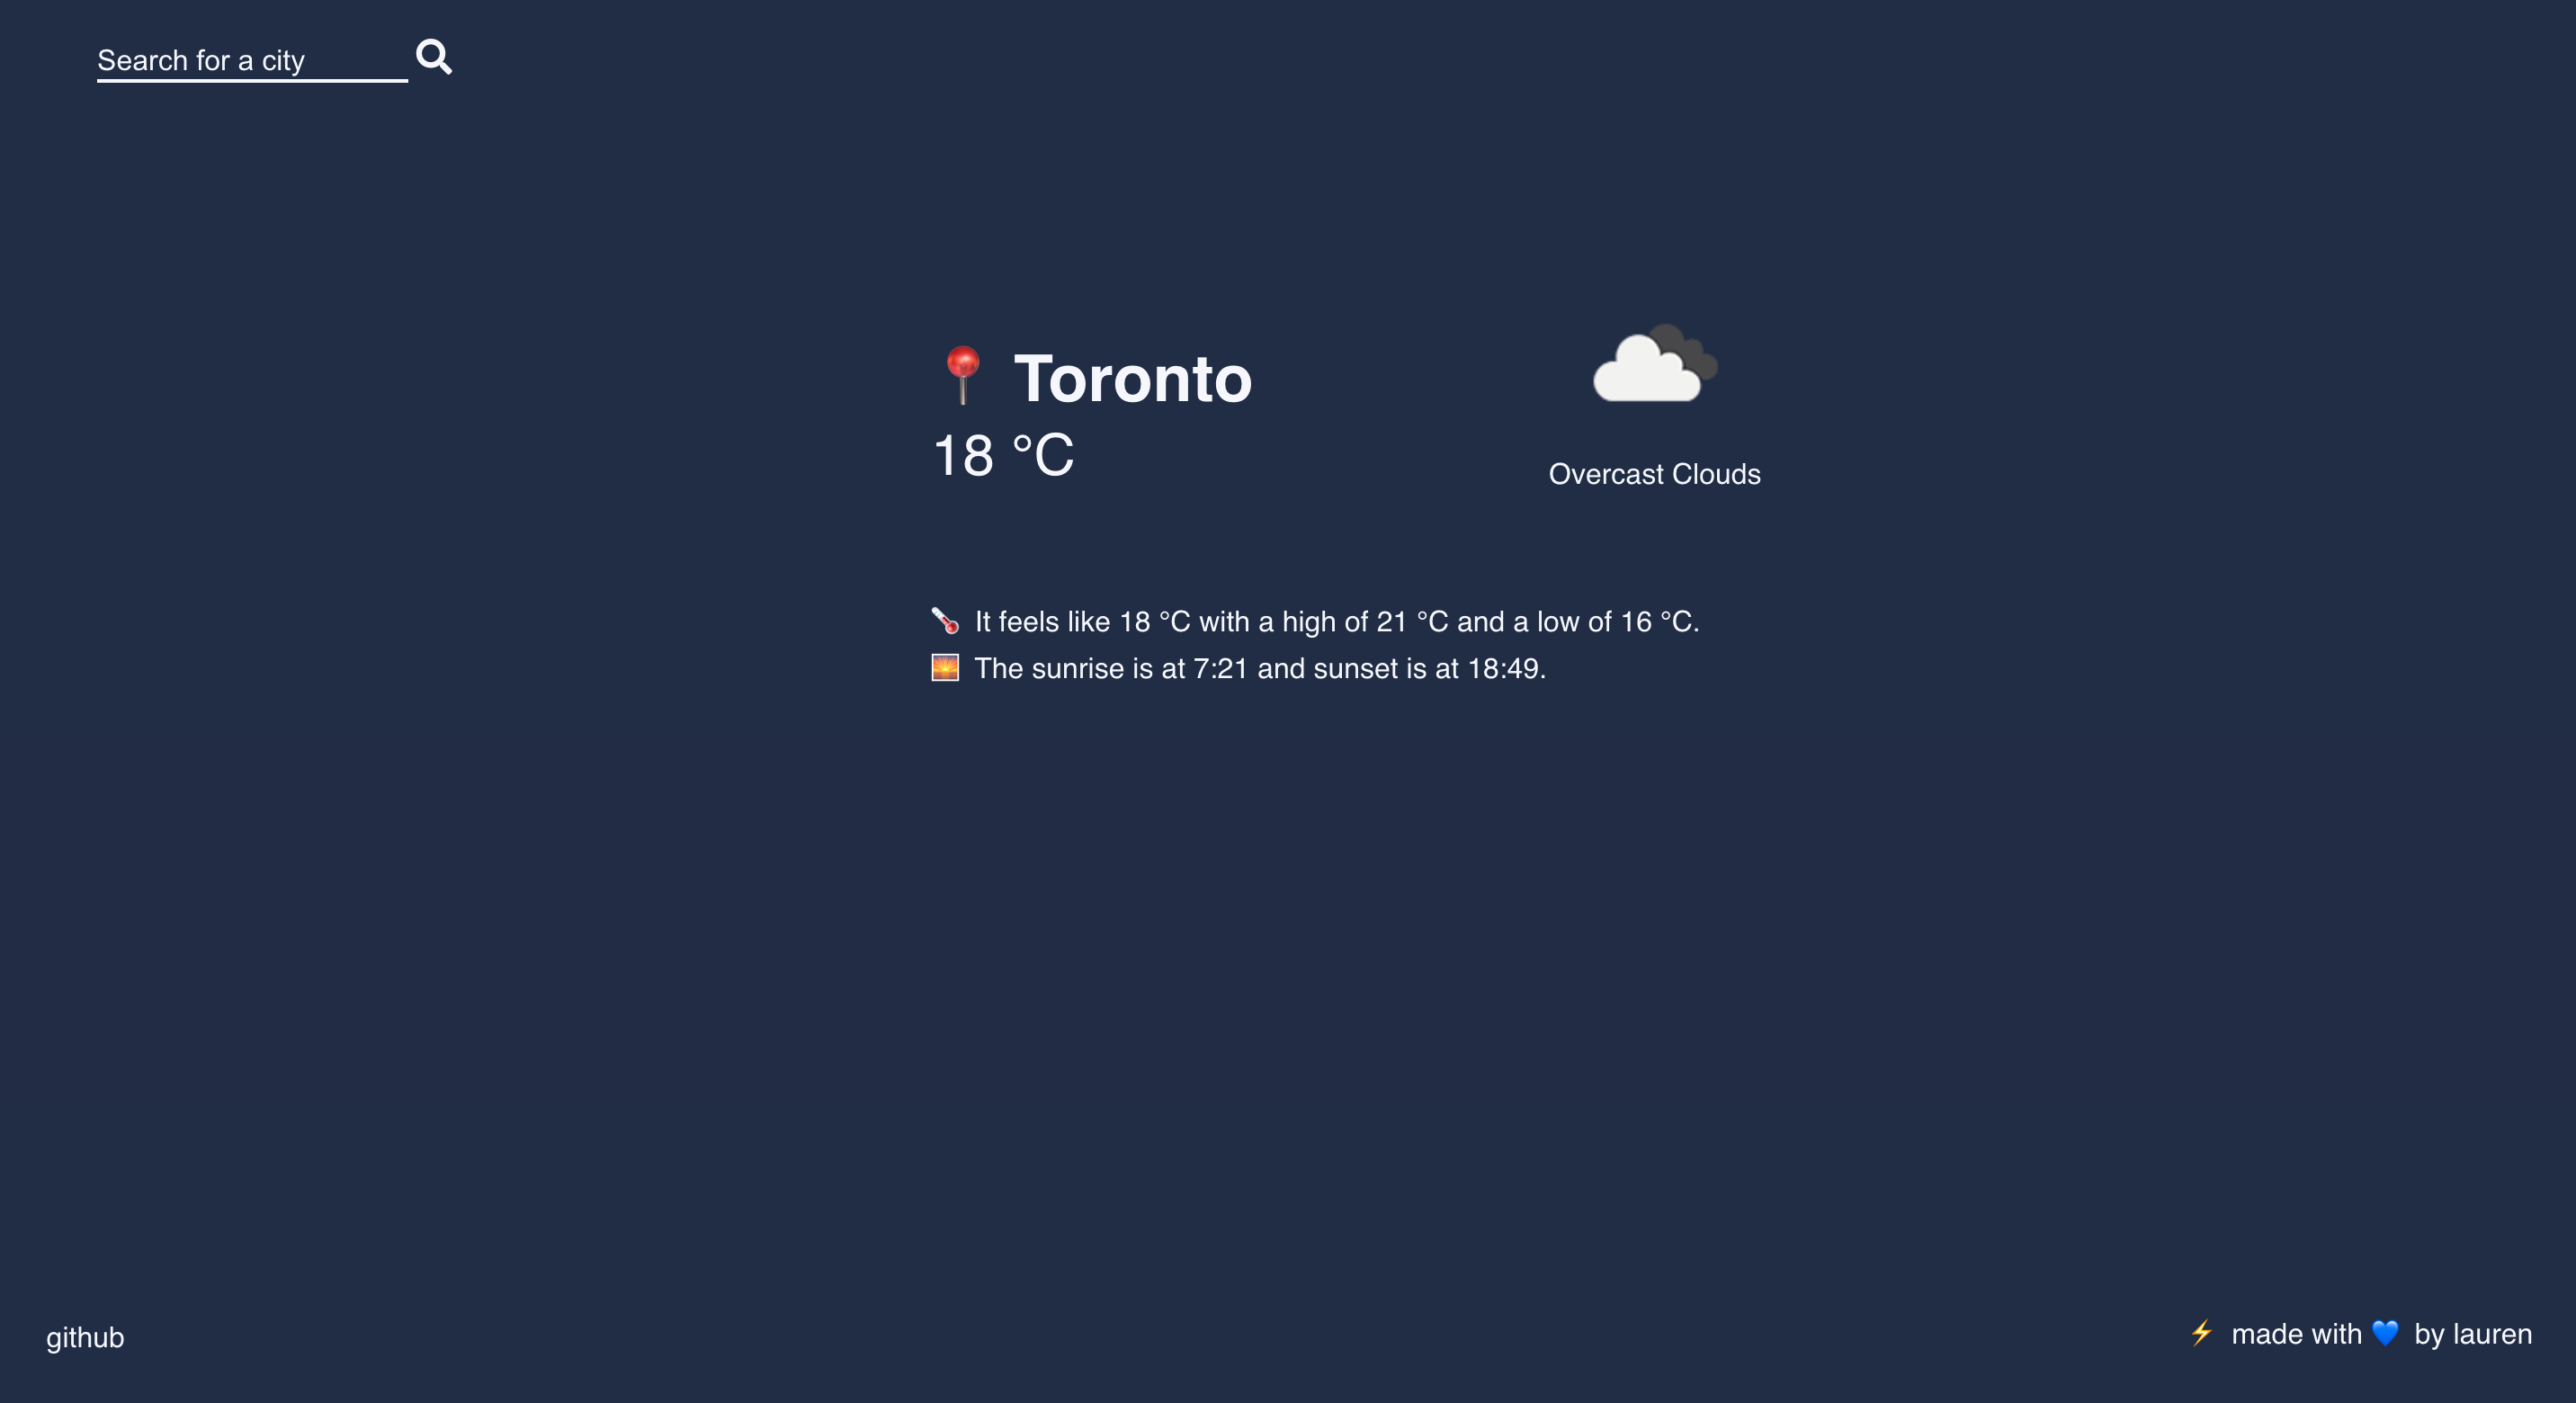 Search for a city
📍 Toronto
18 °C
Overcast Clouds
🌡️ It feels like 18 °C with a high of 21 °C and a low of 16 °C.
🌅 The sunrise is at 7:21 and sunset is at 18:49.
github
⚡ made with 💙 by lauren